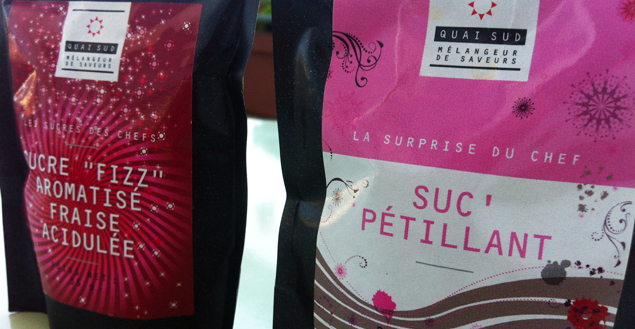 QUAI SUD
MÉLANGEUR
DE SAVEURS
LES SUCRES DES CHEFS
SUCRE "FIZZ"
AROMATISÉ
FRAISE
ACIDULÉE
QUAI SUD
MÉLANGEUR
DE SAVEURS
LA SURPRISE DU CHEF
SUC'
PÉTILLANT